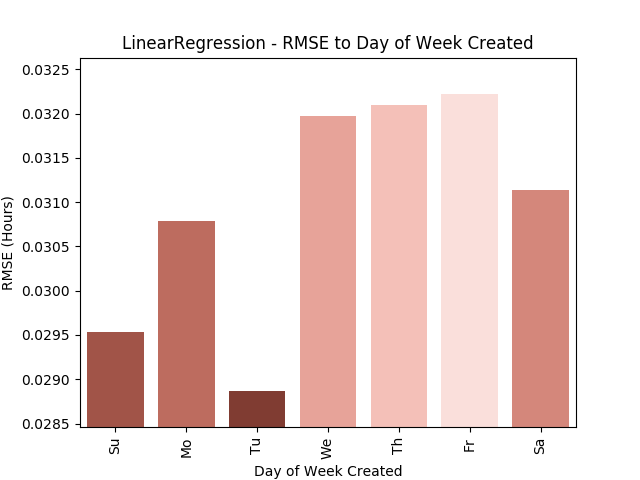 LinearRegression - RMSE to Day of Week Created
RMSE (Hours)
0.0325
0.0320
0.0315
0.0310
0.0305
0.0300
0.0295
0.0290
0.0285
Su Mo Tu We Th Fr Sa
Day of Week Created